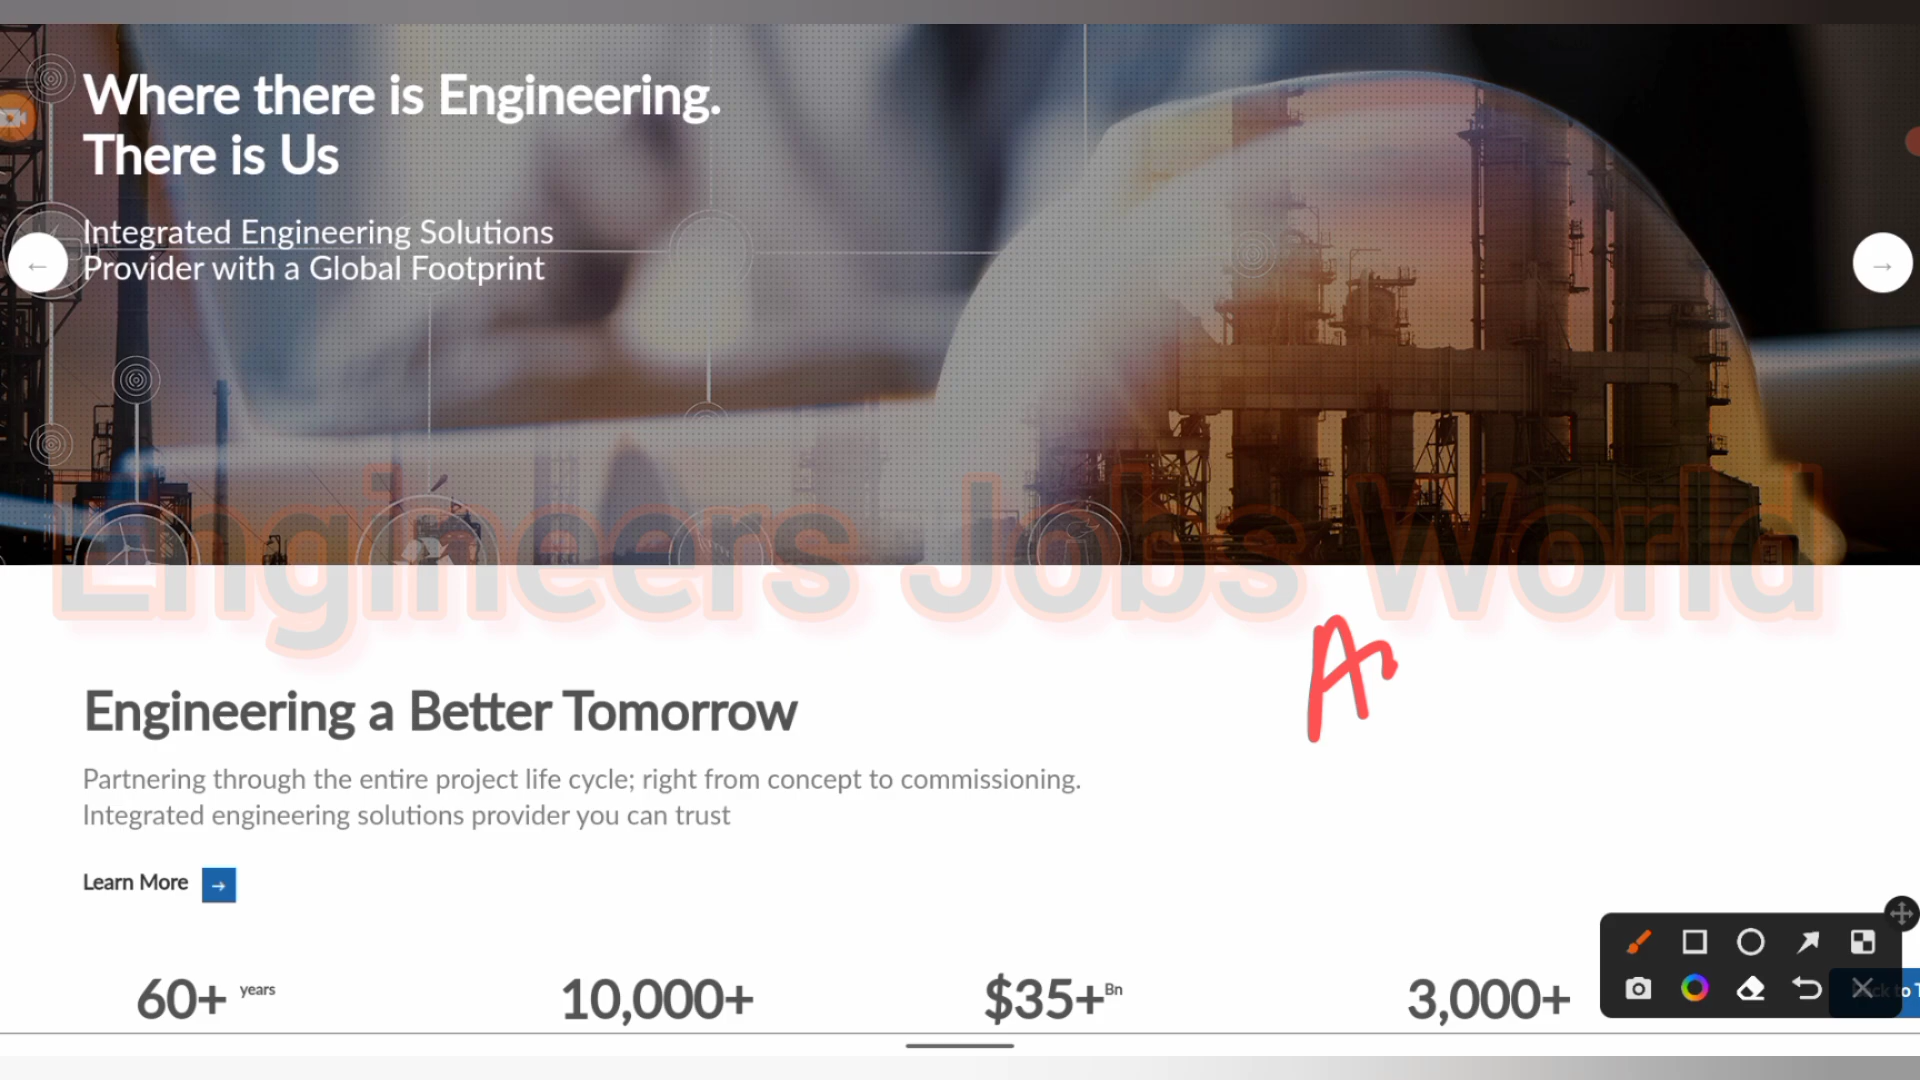 Where there is Engineering.
There is Us
Integrated Engineering Solutions
Provider with a Global Footprint
Engineers Jobs World
A
Engineering a Better Tomorrow
Partnering through the entire project life cycle; right from concept to commissioning.
Integrated engineering solutions provider you can trust
Learn More
60+ years
10,000+
$35+Bn
3,000+